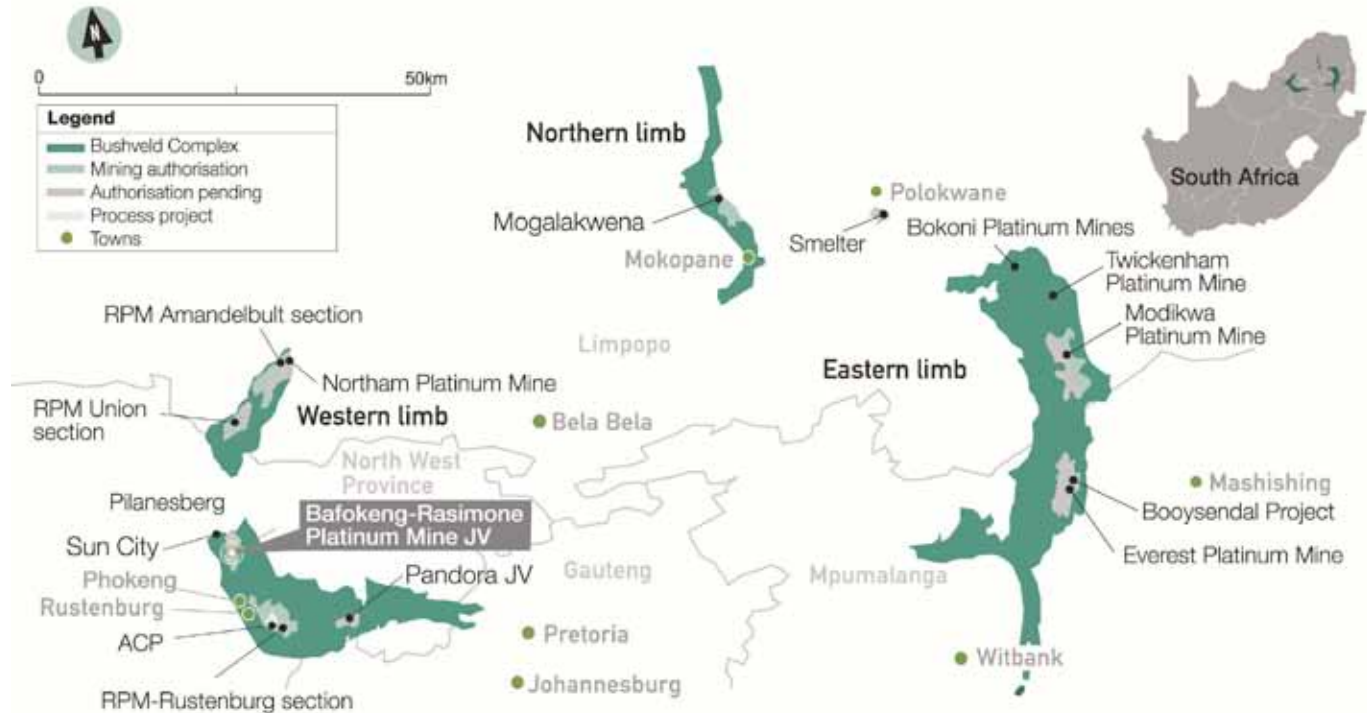 N
0
50km
Legend
Bushveld Complex
Mining authorisation
Authorisation pending
Process project
Towns
Northern limb
Mogalakwena
Mokopane
Polokwane
Smelter
South Africa
Bokoni Platinum Mines
Twickenham
Platinum Mine
Modikwa
Platinum Mine
RPM Amandelbult section
Northam Platinum Mine
RPM Union
section
Western limb
Limpopo
Eastern limb
Bela Bela
North West
Province
Pilanesberg
Bafokeng-Rasimone
Platinum Mine JV
Sun City
Phokeng
Rustenburg
ACP
RPM-Rustenburg section
Pandora JV
Gauteng
Mpumalanga
Mashishing
Booysendal Project
Everest Platinum Mine
Pretoria
Johannesburg
Witbank